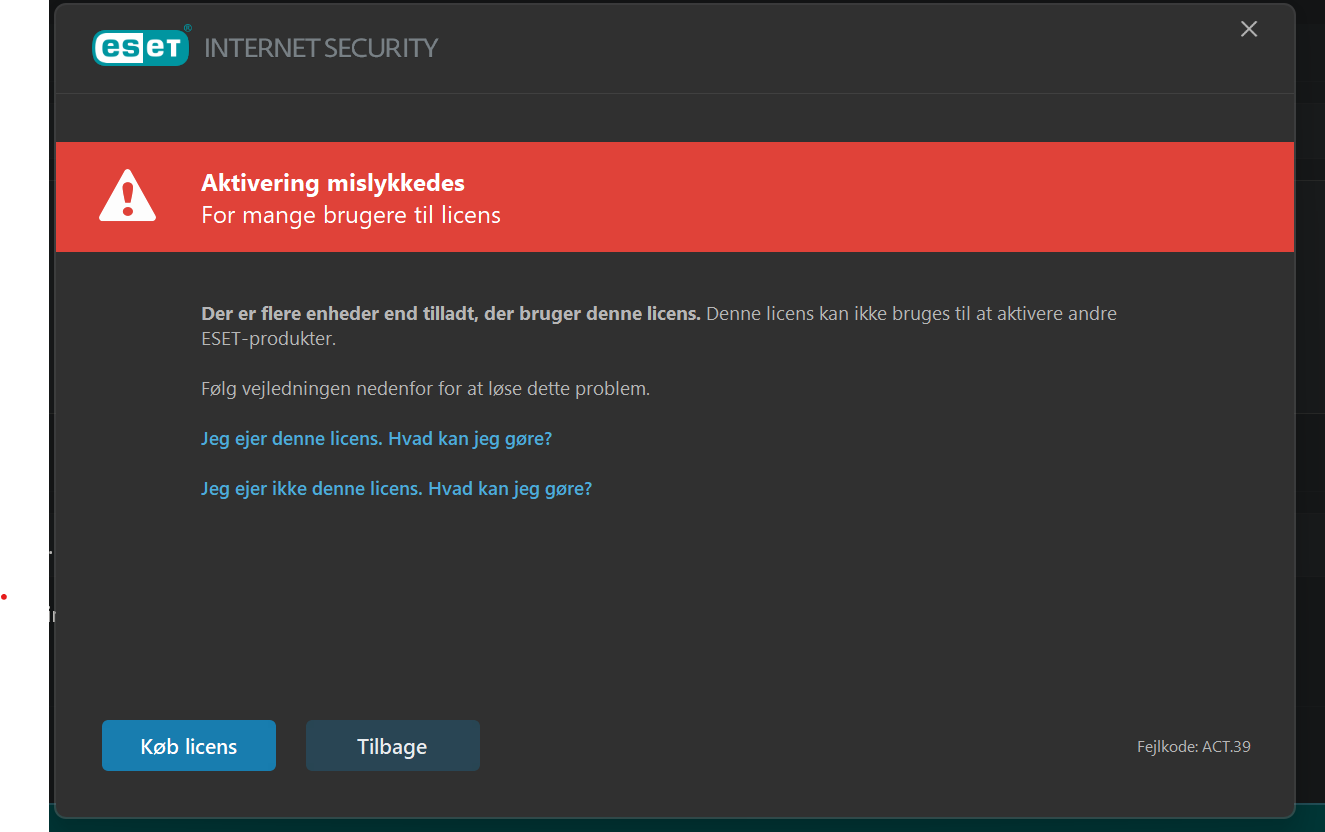 eset® INTERNET SECURITY
Aktivering mislykkedes
For mange brugere til licens
Der er flere enheder end tilladt, der bruger denne licens. Denne licens kan ikke bruges til at aktivere andre
ESET-produkter.
Følg vejledningen nedenfor for at løse dette problem.
Jeg ejer denne licens. Hvad kan jeg gøre?
Jeg ejer ikke denne licens. Hvad kan jeg gøre?
Køb licens
Tilbage
Fejlkode: ACT.39